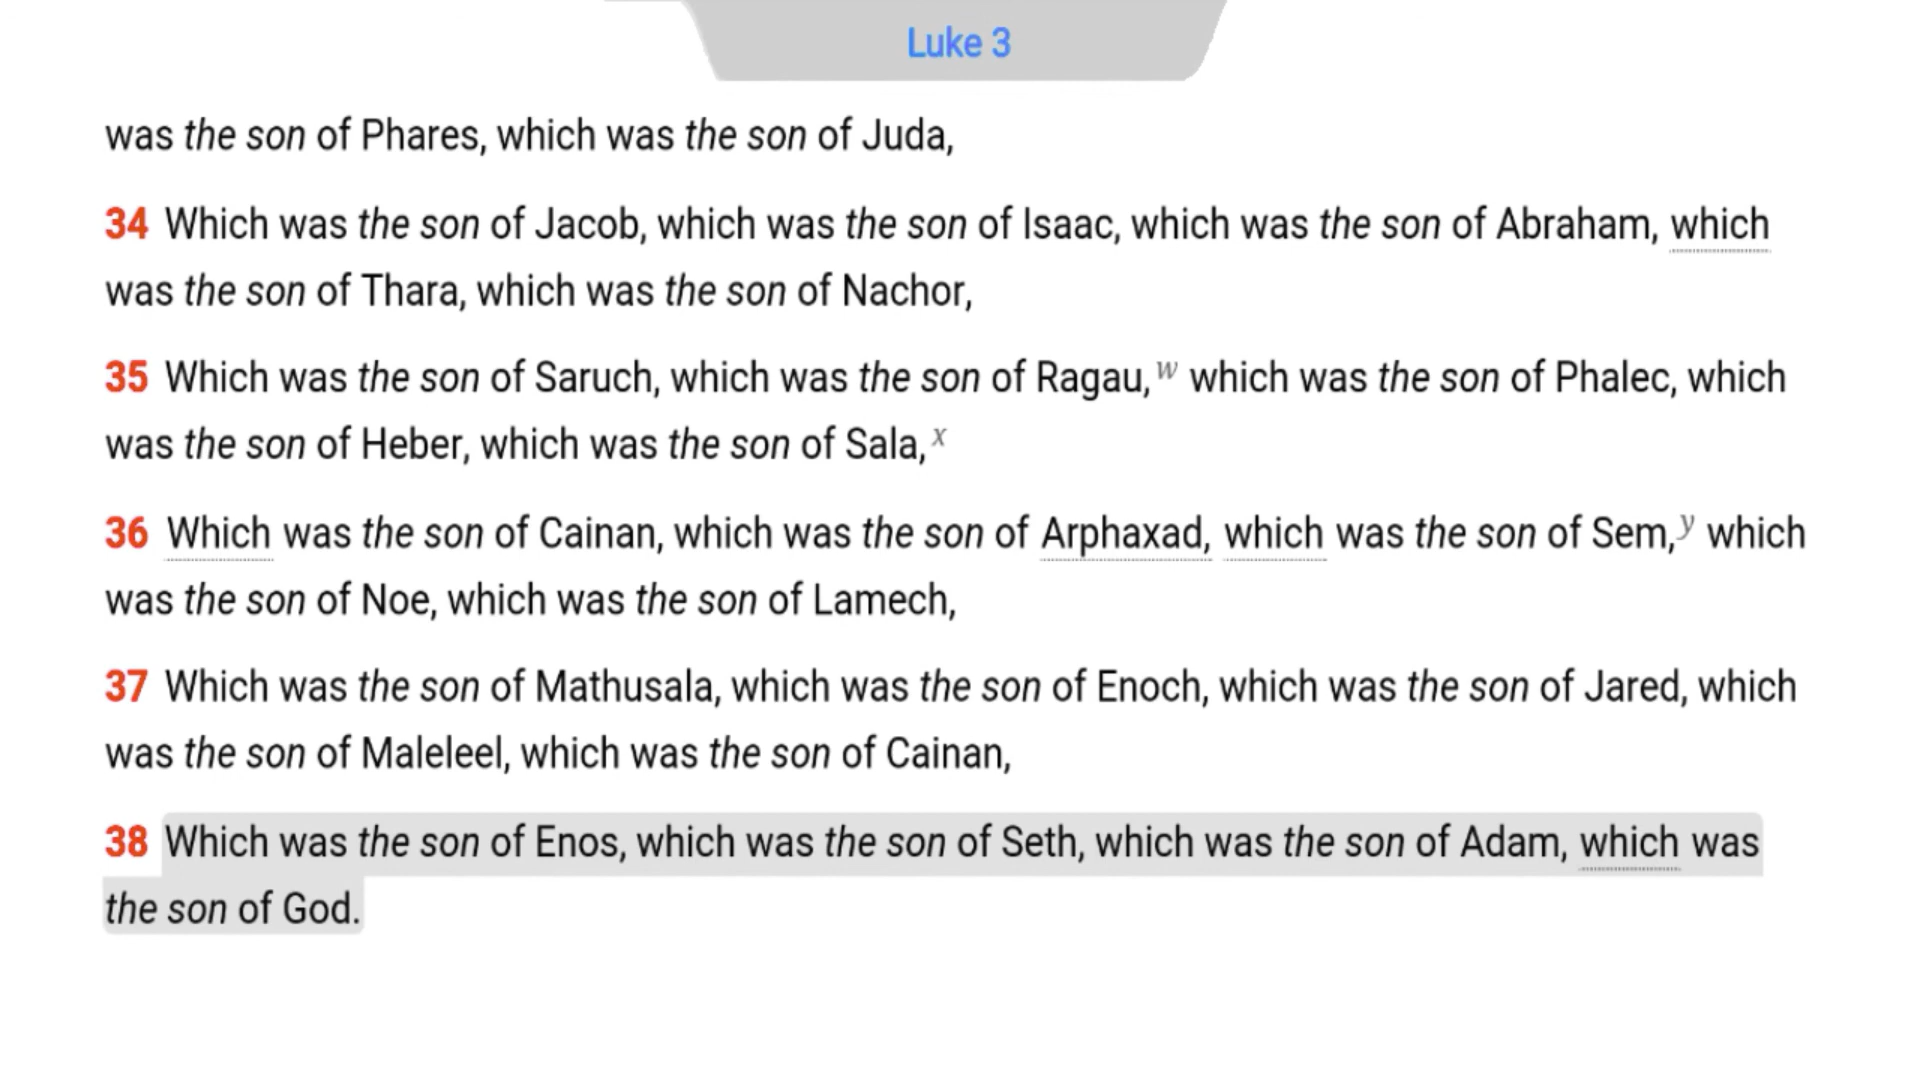 Luke 3
was the son of Phares, which was the son of Juda,
34 Which was the son of Jacob, which was the son of Isaac, which was the son of Abraham, which
was the son of Thara, which was the son of Nachor,
35 Which was the son of Saruch, which was the son of Ragau, w which was the son of Phalec, which
was the son of Heber, which was the son of Sala, x
36 Which was the son of Cainan, which was the son of Arphaxad, which was the son of Sem, y which
was the son of Noe, which was the son of Lamech,
37 Which was the son of Mathusala, which was the son of Enoch, which was the son of Jared, which
was the son of Maleleel, which was the son of Cainan,
38 Which was the son of Enos, which was the son of Seth, which was the son of Adam, which was
the son of God.